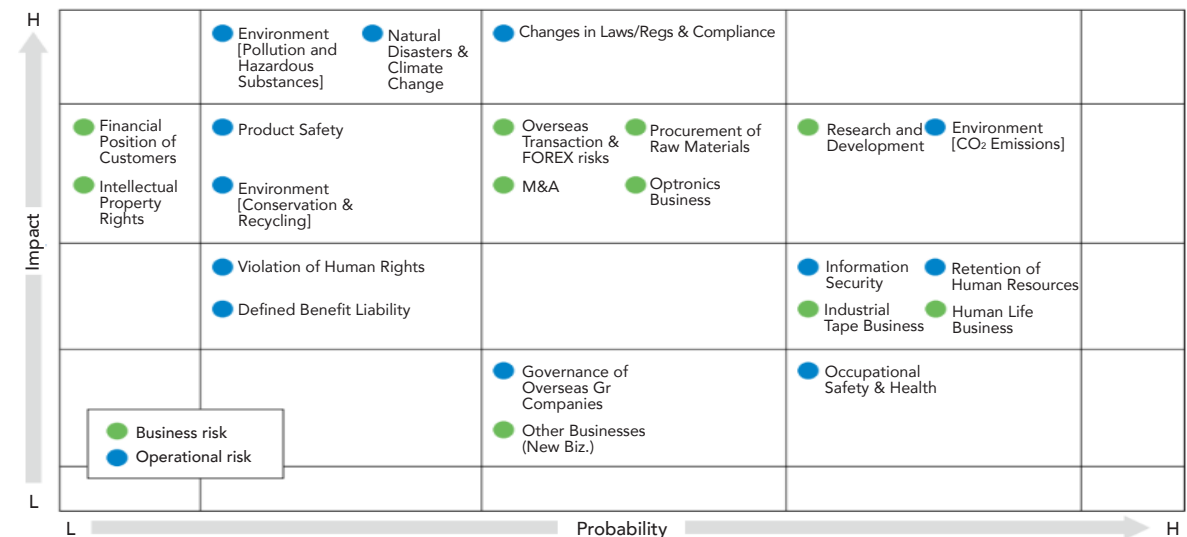 H
Environment
[Pollution and
Hazardous
Substances]
Natural
Disasters &
Climate
Change
Changes in Laws/Regs & Compliance
Financial
Position of
Customers
Intellectual
Property
Rights
Product Safety
Environment
[Conservation &
Recycling]
Overseas
Transaction &
FOREX risks
Procurement of
Raw Materials
M&A
Optronics
Business
Research and
Development
Environment
[CO₂ Emissions]
Impact
Violation of Human Rights
Defined Benefit Liability
Information
Security
Retention of
Human Resources
Industrial
Tape Business
Human Life
Business
Governance of
Overseas Gr
Companies
Other Businesses
(New Biz.)
Occupational
Safety & Health
Business risk
Operational risk
L
L
Probability
H